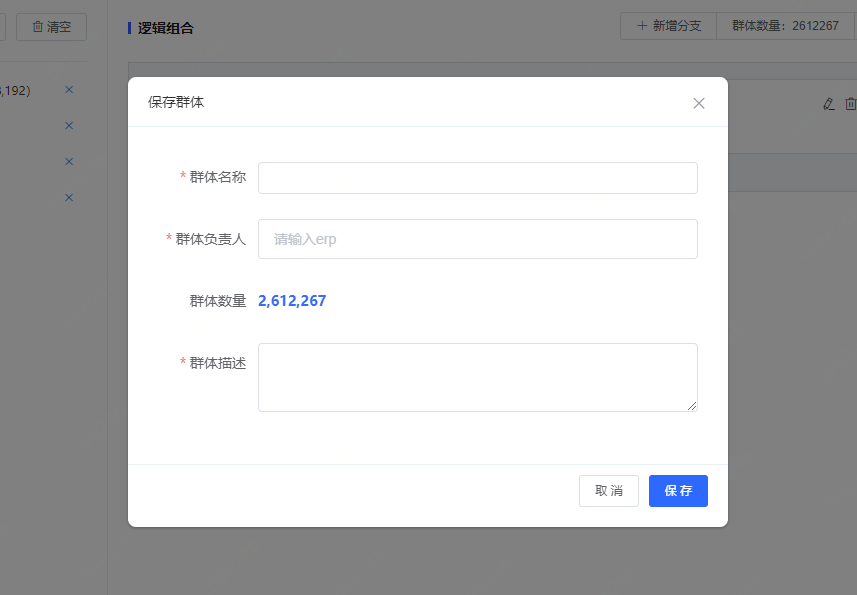 清空
逻辑组合
新增分支
群体数量：2612267
,192)
保存群体
* 群体名称
* 群体负责人
请输入erp
群体数量 2,612,267
* 群体描述
取 消
保 存